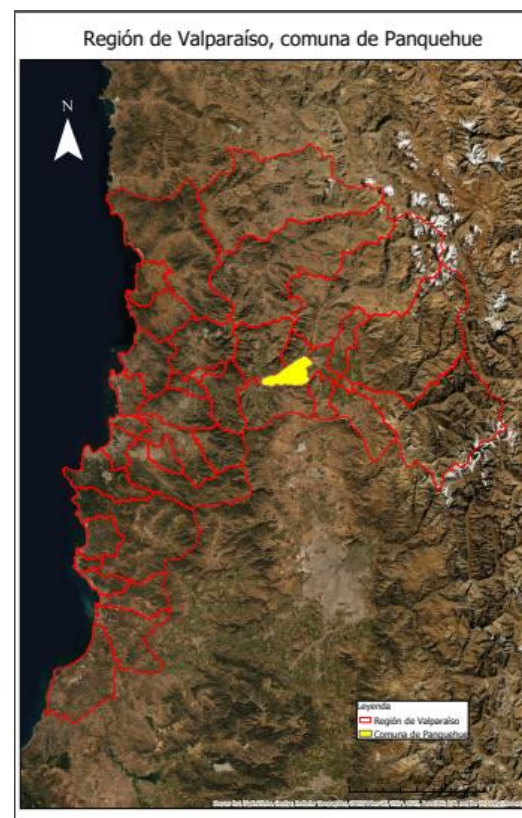 Región de Valparaíso, comuna de Panquehue
N
Leyenda
Región de Valparaíso
Comuna de Panquehue